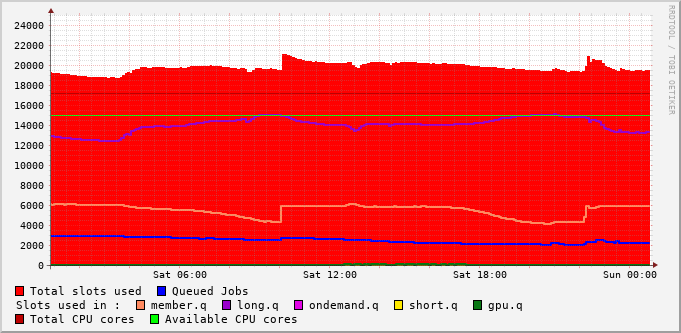 24000
22000
20000
18000
16000
14000
12000
10000
8000
6000
4000
2000
0
Sat 06:00 Sat 12:00 Sat 18:00 Sun 00:00
RRDTOOL / TOBI OETIKER
Total slots used Queued Jobs
Slots used in : member.q long.q ondemand.q short.q gpu.q
Total CPU cores Available CPU cores